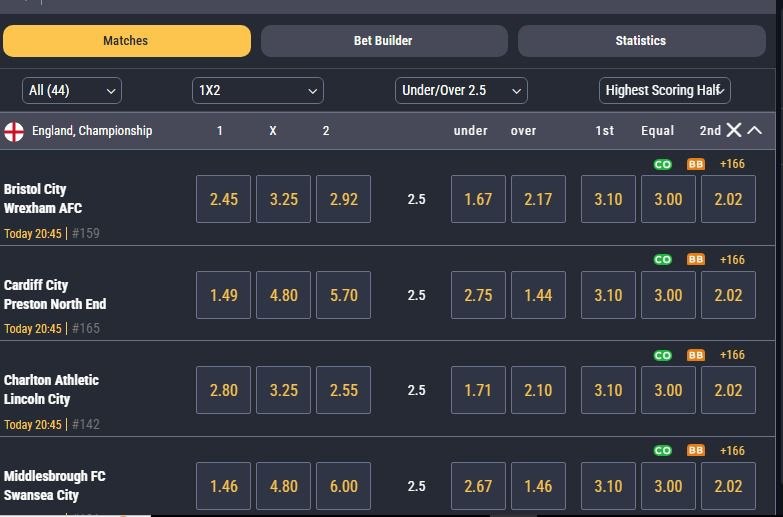 Matches Bet Builder Statistics
All (44) 1X2 Under/Over 2.5 Highest Scoring Half
England, Championship 1 X 2 under over 1st Equal 2nd
CO BB +166
Bristol City
Wrexham AFC
2.45 3.25 2.92 2.5 1.67 2.17 3.10 3.00 2.02
Today 20:45 | #159
CO BB +166
Cardiff City
Preston North End
1.49 4.80 5.70 2.5 2.75 1.44 3.10 3.00 2.02
Today 20:45 | #165
CO BB +166
Charlton Athletic
Lincoln City
2.80 3.25 2.55 2.5 1.71 2.10 3.10 3.00 2.02
Today 20:45 | #142
CO BB +166
Middlesbrough FC
Swansea City
1.46 4.80 6.00 2.5 2.67 1.46 3.10 3.00 2.02